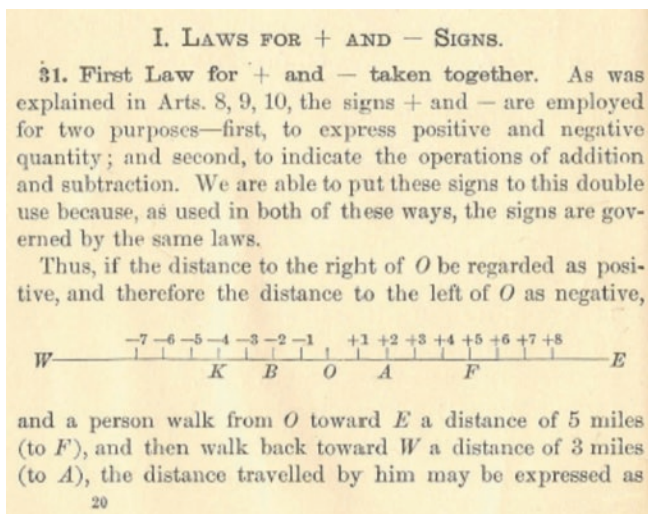 I. LAWS FOR + AND − SIGNS.
31. First Law for + and − taken together. As was
explained in Arts. 8, 9, 10, the signs + and − are employed
for two purposes—first, to express positive and negative
quantity; and second, to indicate the operations of addition
and subtraction. We are able to put these signs to this double
use because, as used in both of these ways, the signs are gov-
erned by the same laws.
Thus, if the distance to the right of O be regarded as posi-
tive, and therefore the distance to the left of O as negative,
−7 −6 −5 −4 −3 −2 −1 +1 +2 +3 +4 +5 +6 +7 +8
W E
K B O A F
and a person walk from O toward E a distance of 5 miles
(to F), and then walk back toward W a distance of 3 miles
(to A), the distance travelled by him may be expressed as
20